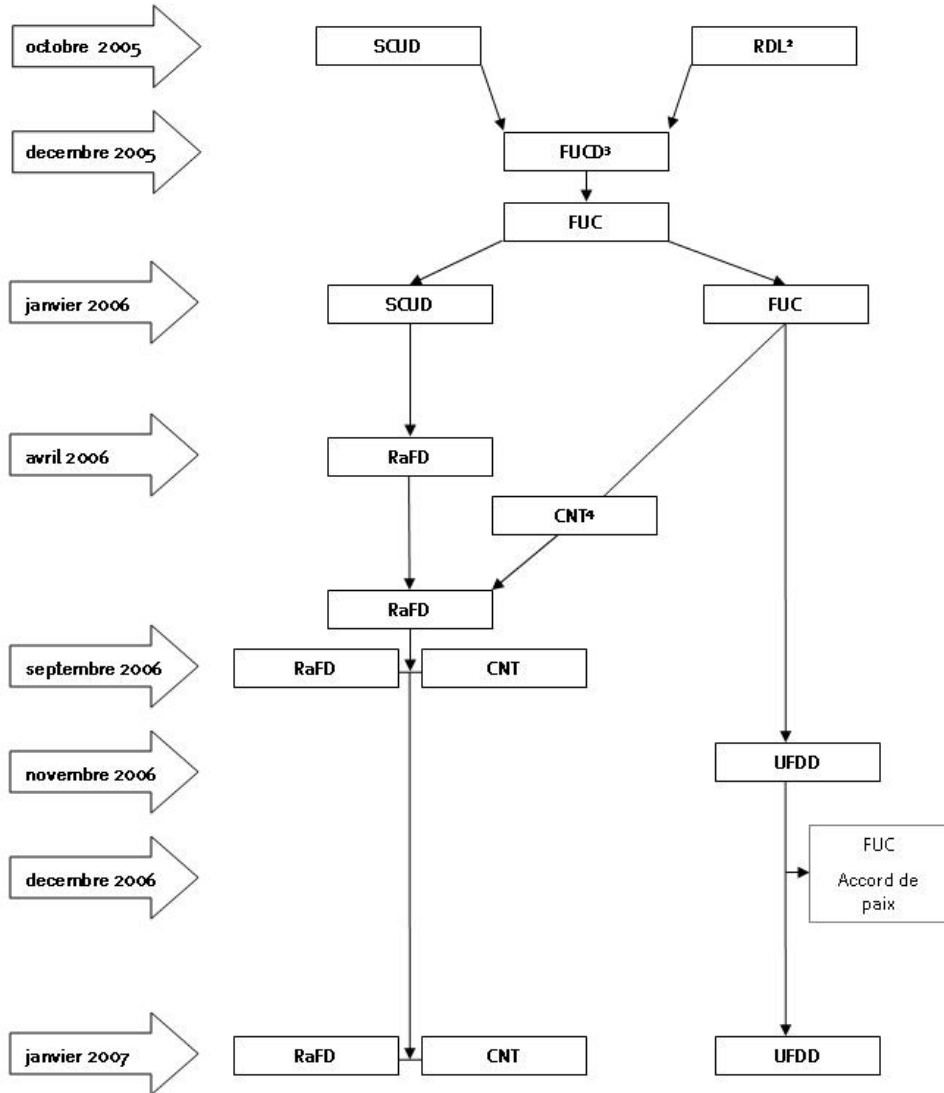 octobre 2005
SCUD
RDL²
decembre 2005
FUCD³
FUC
janvier 2006
SCUD
FUC
avril 2006
RaFD
CNT⁴
RaFD
septembre 2006
RaFD
CNT
novembre 2006
UFDD
decembre 2006
FUC
Accord de
paix
janvier 2007
RaFD
CNT
UFDD